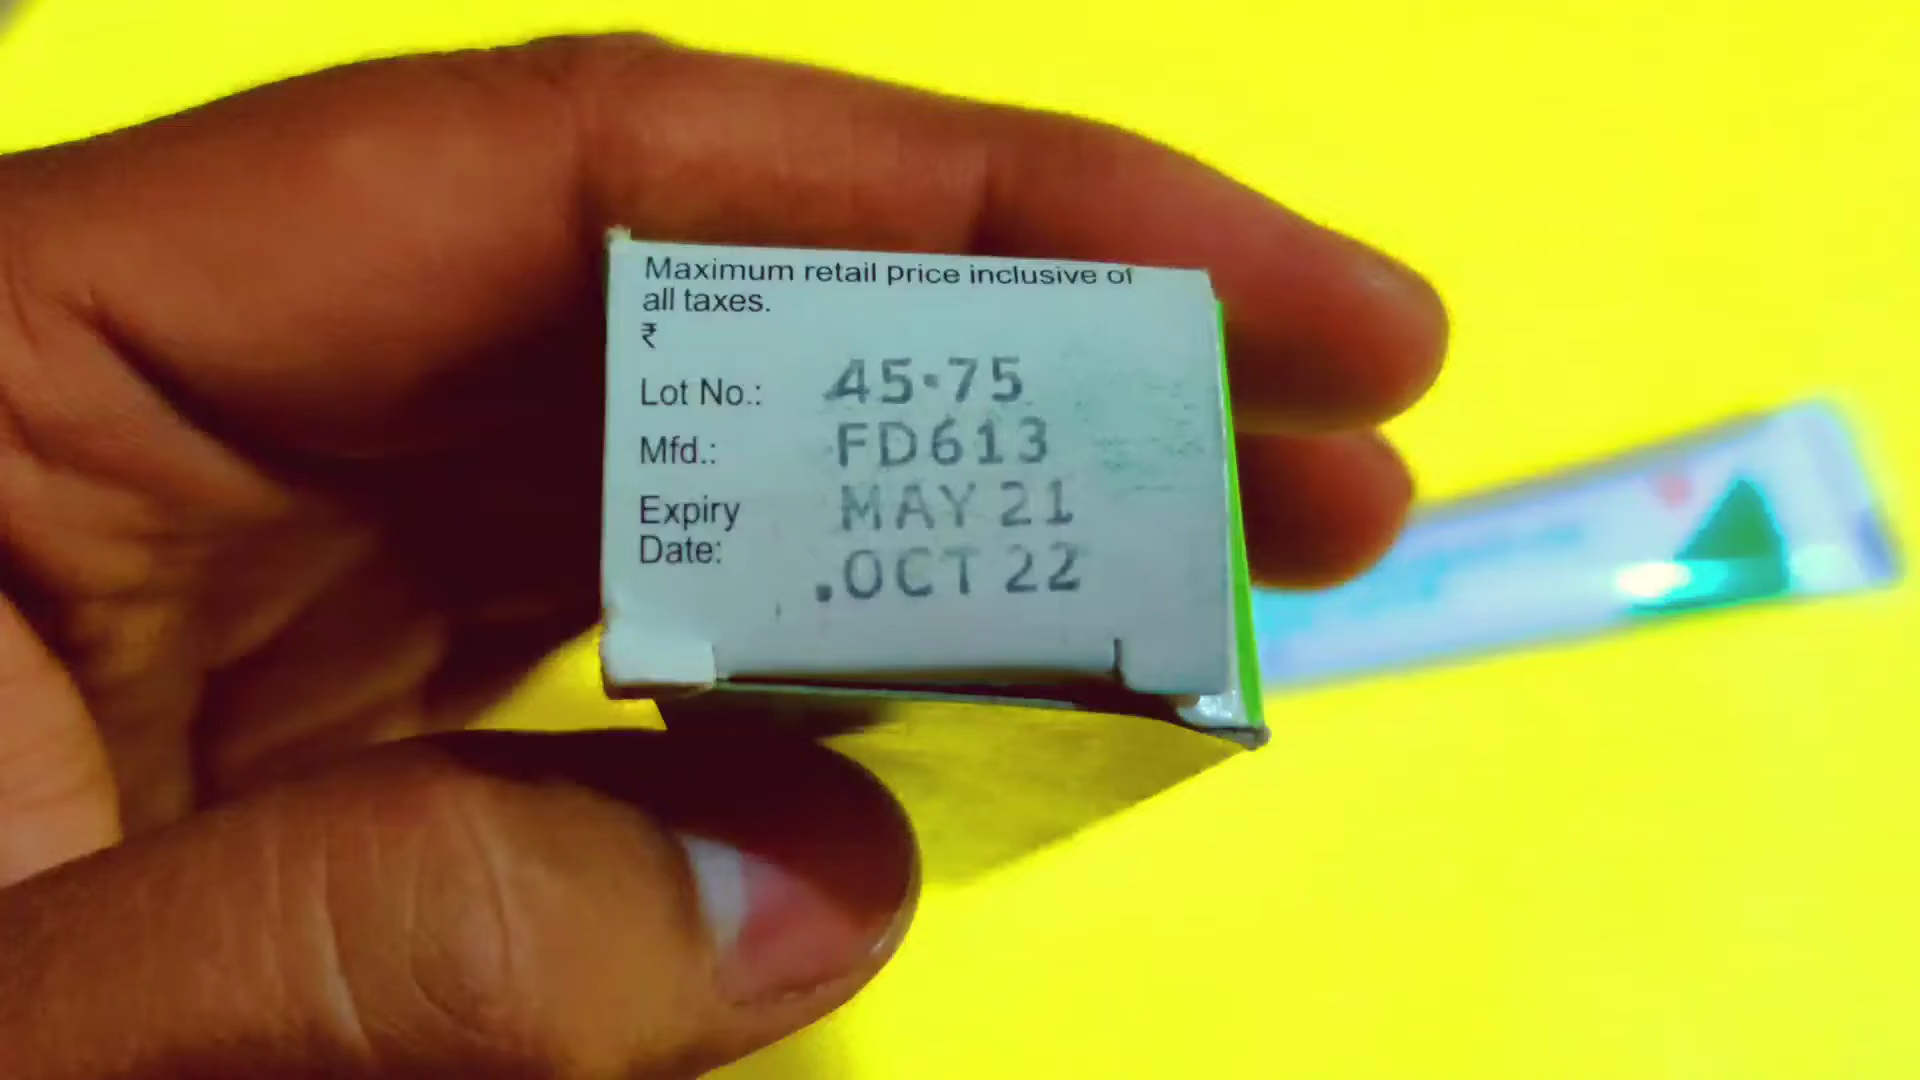 Maximum retail price inclusive of
all taxes.
₹
45.75
Lot No.:
FD613
Mfd.:
MAY 21
Expiry
Date:
.OCT 22